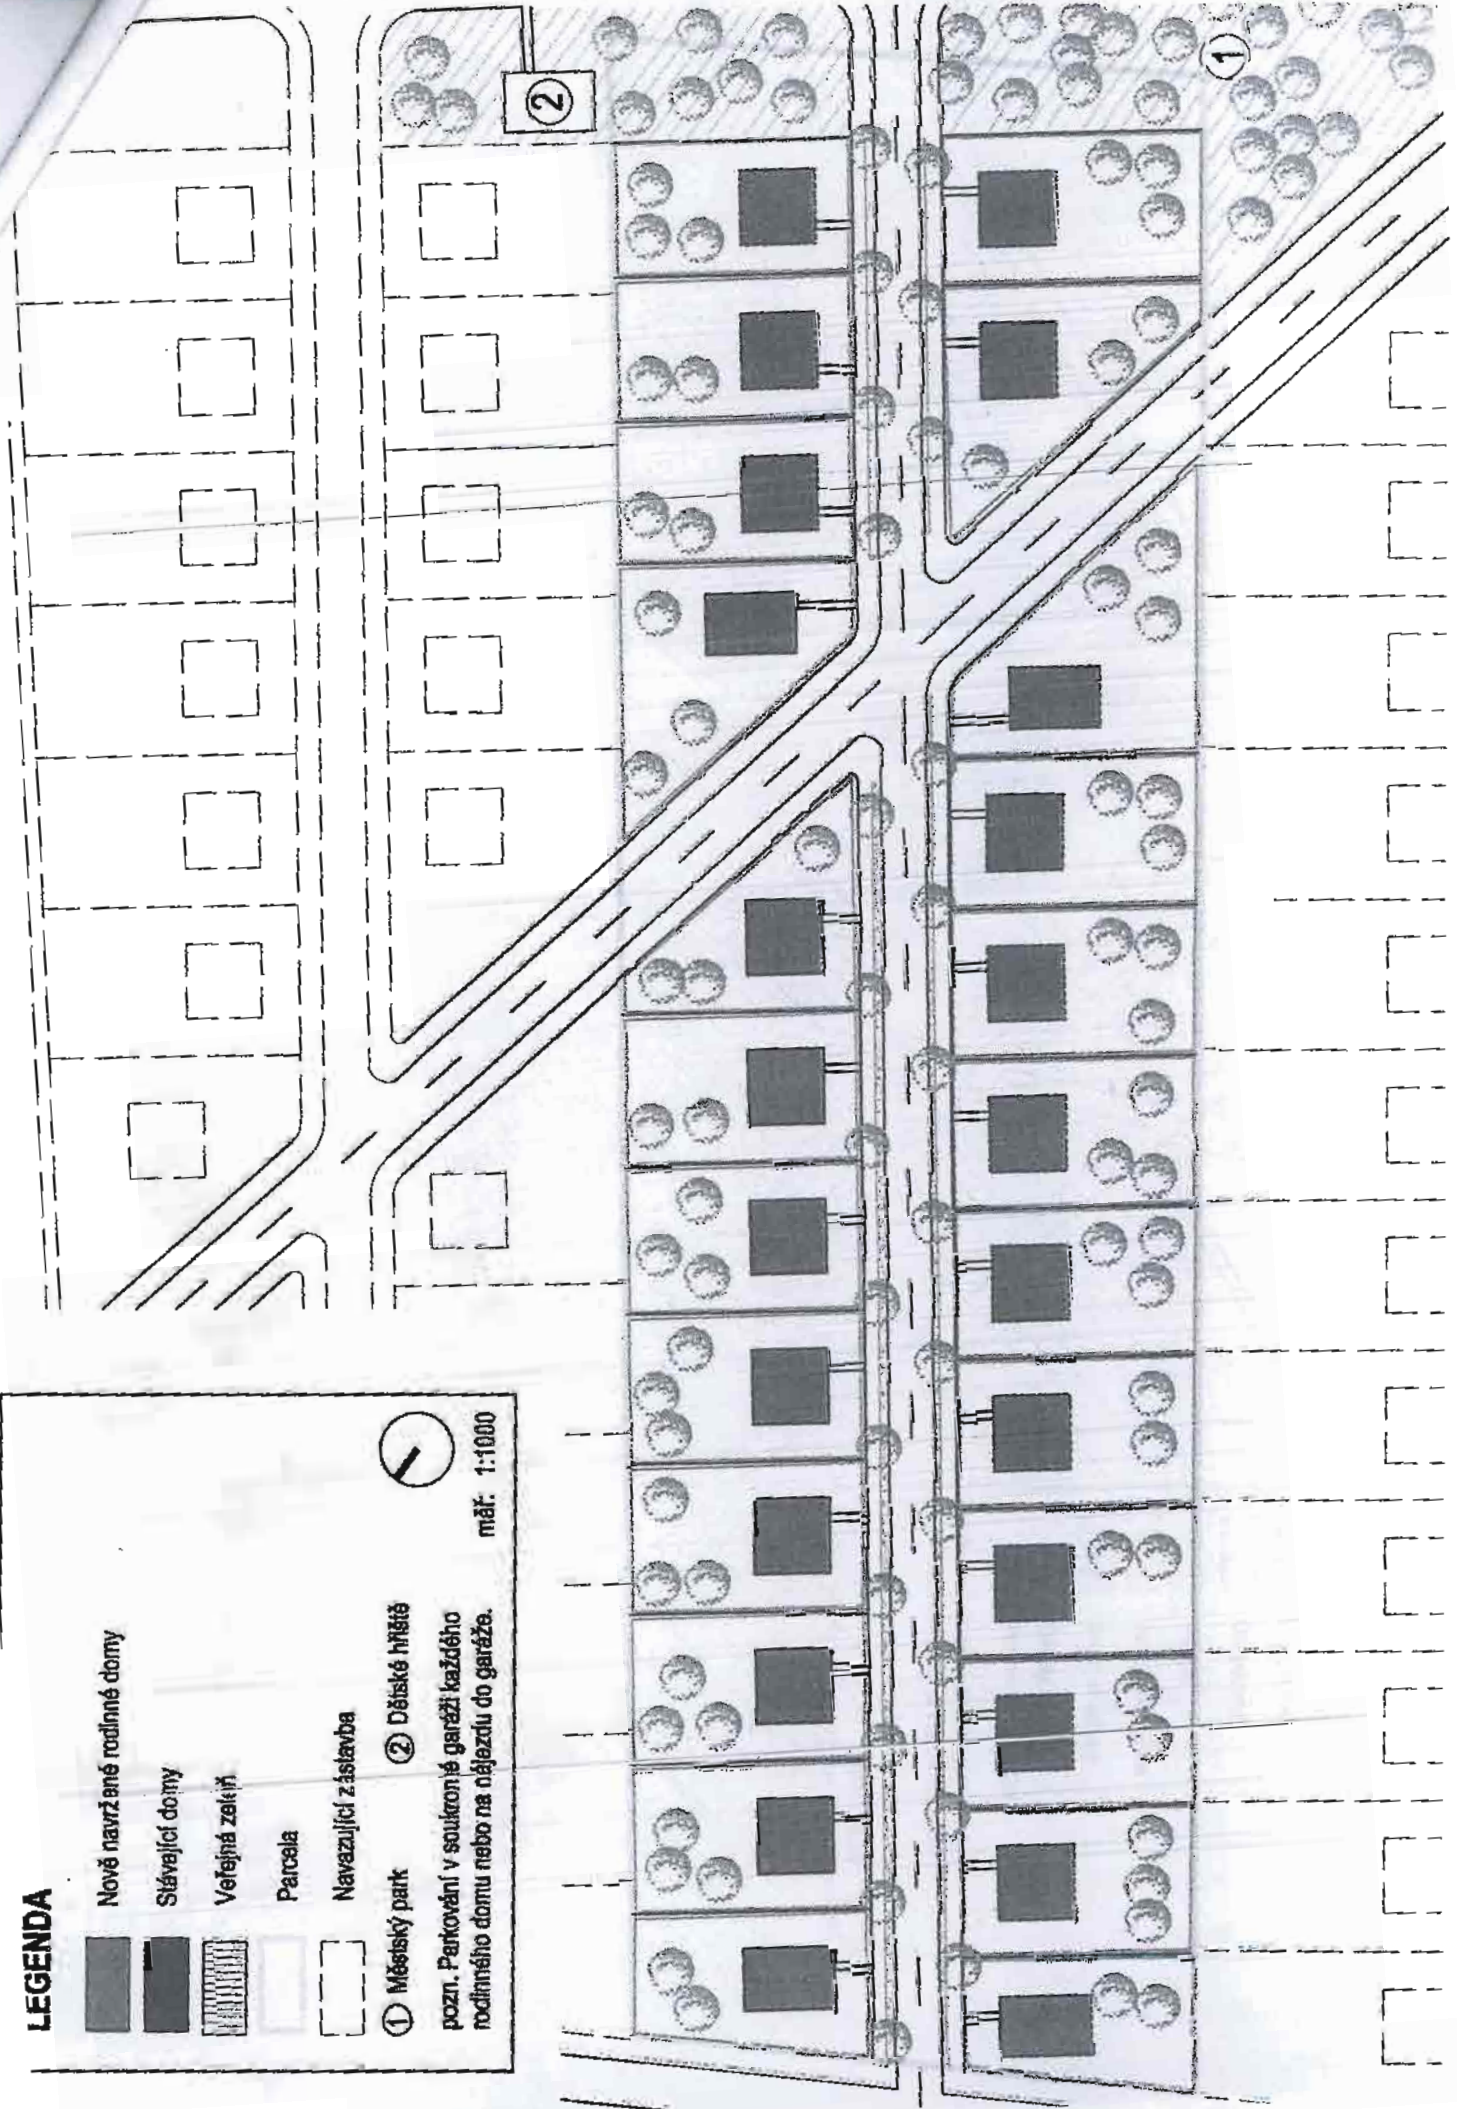 LEGENDA
Nově navržené rodinné domy
Stávající domy
Veřejná zeleň
Parcela
Navazující zástavba
① Městský park ② Dětské hřiště
pozn. Parkování v soukromé garáži každého
rodinného domu nebo na nájezdu do garáže.
měř: 1:1000
②
①